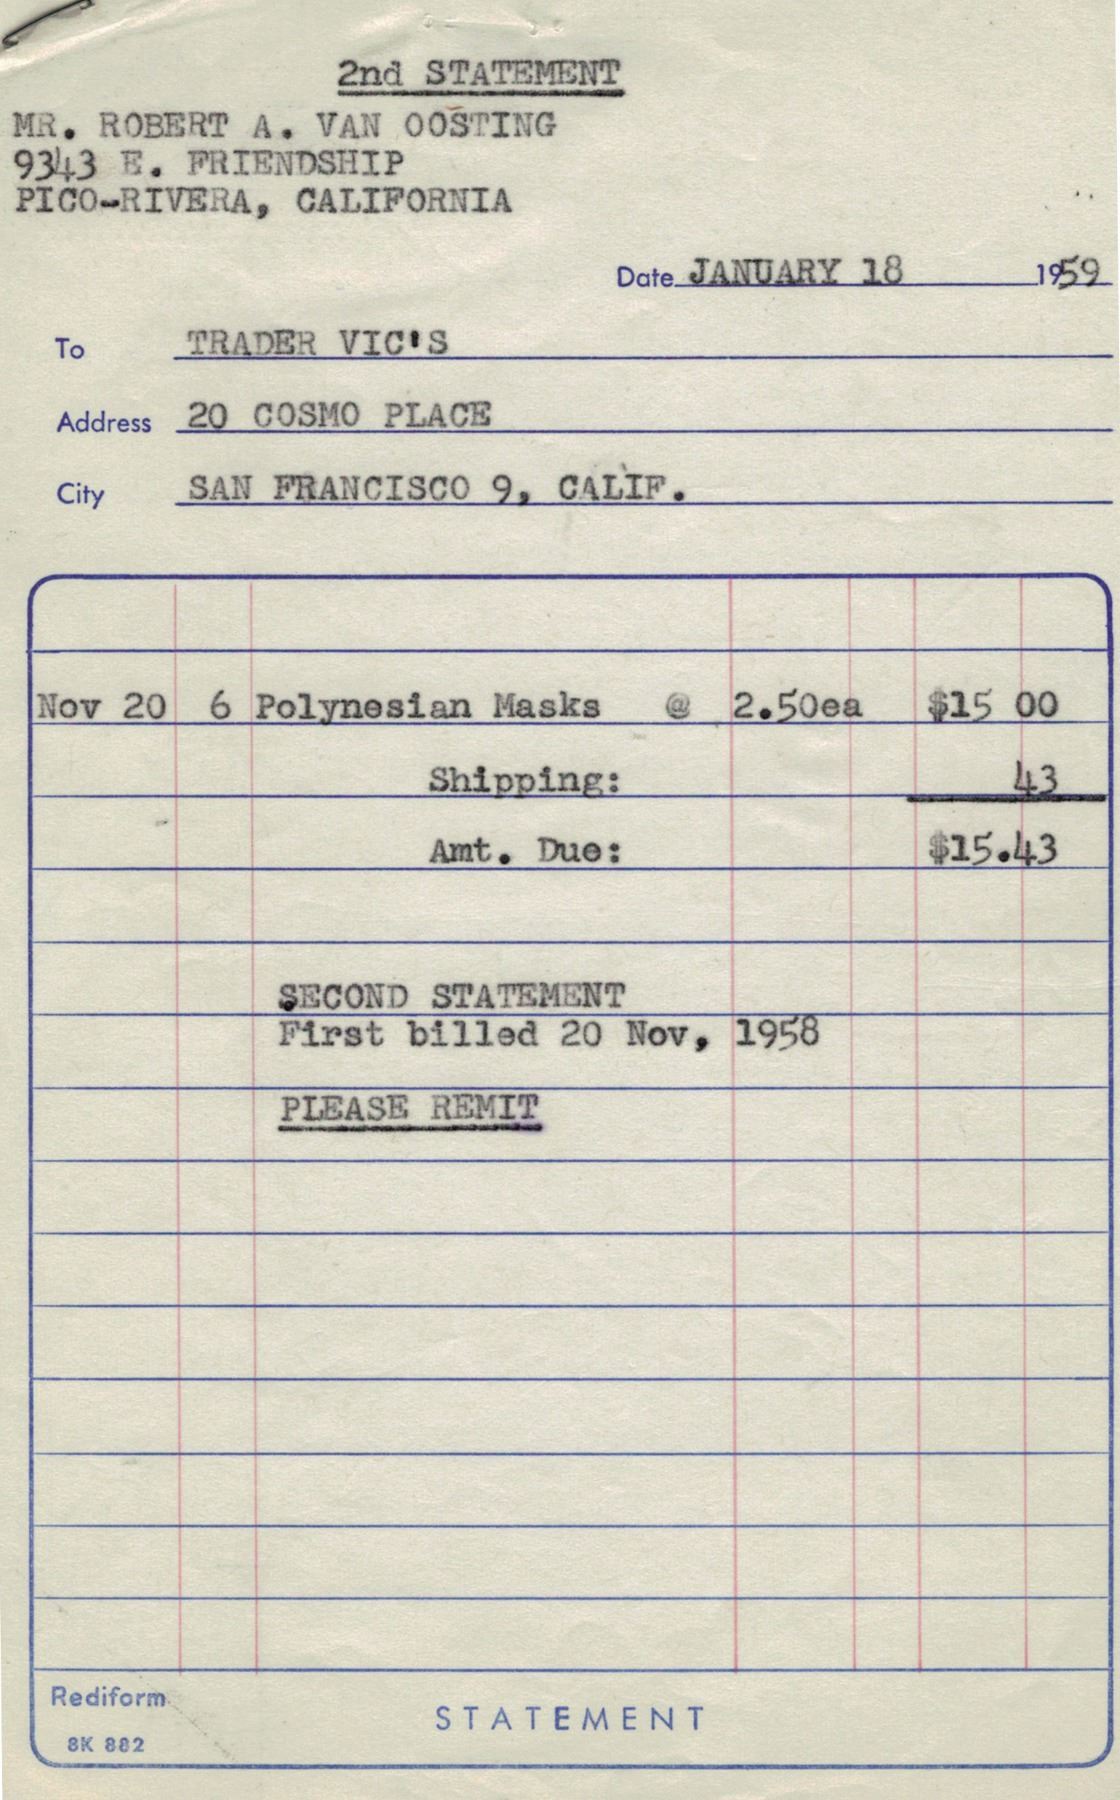 2nd STATEMENT
MR. ROBERT A. VAN OOSTING
9343 E. FRIENDSHIP
PICO-RIVERA, CALIFORNIA
Date JANUARY 18 1959
To TRADER VIC'S
Address 20 COSMO PLACE
City SAN FRANCISCO 9, CALIF.
Nov 20 6 Polynesian Masks @ 2.50ea $15 00
Shipping: 43
Amt. Due: $15.43
SECOND STATEMENT
First billed 20 Nov, 1958
PLEASE REMIT
Rediform
8K 882
STATEMENT